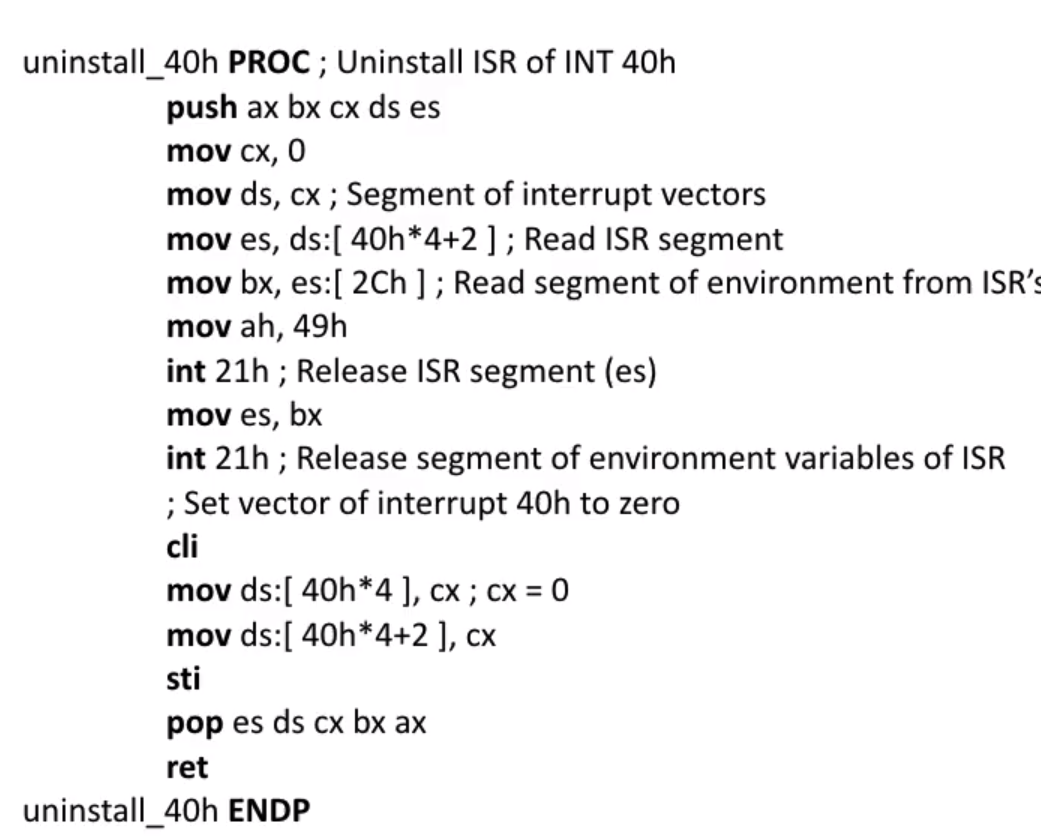 uninstall_40h PROC ; Uninstall ISR of INT 40h
push ax bx cx ds es
mov cx, 0
mov ds, cx ; Segment of interrupt vectors
mov es, ds:[ 40h*4+2 ] ; Read ISR segment
mov bx, es:[ 2Ch ] ; Read segment of environment from ISR's
mov ah, 49h
int 21h ; Release ISR segment (es)
mov es, bx
int 21h ; Release segment of environment variables of ISR
; Set vector of interrupt 40h to zero
cli
mov ds:[ 40h*4 ], cx ; cx = 0
mov ds:[ 40h*4+2 ], cx
sti
pop es ds cx bx ax
ret
uninstall_40h ENDP